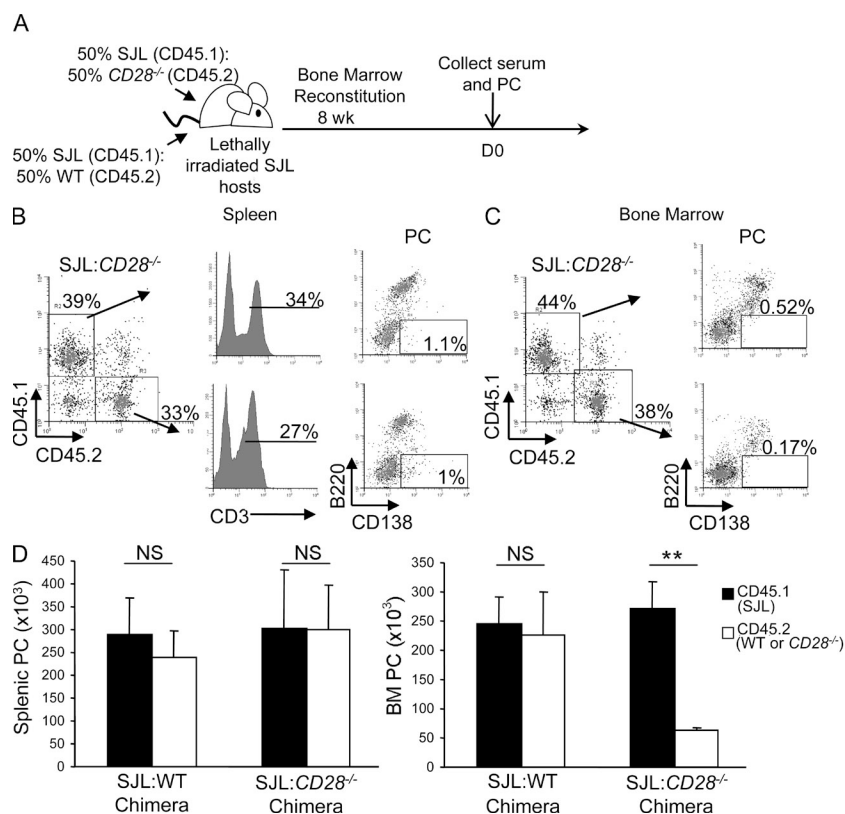 A
50% SJL (CD45.1):
50% CD28-/- (CD45.2)
50% SJL (CD45.1):
50% WT (CD45.2)
Lethally
irradiated SJL
hosts
Bone Marrow
Reconstitution
8 wk
Collect serum
and PC
D0
B
Spleen
SJL:CD28-/-
39%
33%
CD45.1
CD45.2
34%
27%
CD3
PC
1.1%
1%
B220
CD138
C
Bone Marrow
SJL:CD28-/-
44%
38%
CD45.1
CD45.2
PC
0.52%
0.17%
B220
CD138
D
Splenic PC (x10³)
450
400
350
300
250
200
150
100
50
0
NS
NS
SJL:WT
Chimera
SJL:CD28-/-
Chimera
BM PC (x10³)
350
300
250
200
150
100
50
0
NS
**
SJL:WT
Chimera
SJL:CD28-/-
Chimera
CD45.1
(SJL)
CD45.2
(WT or CD28-/-)